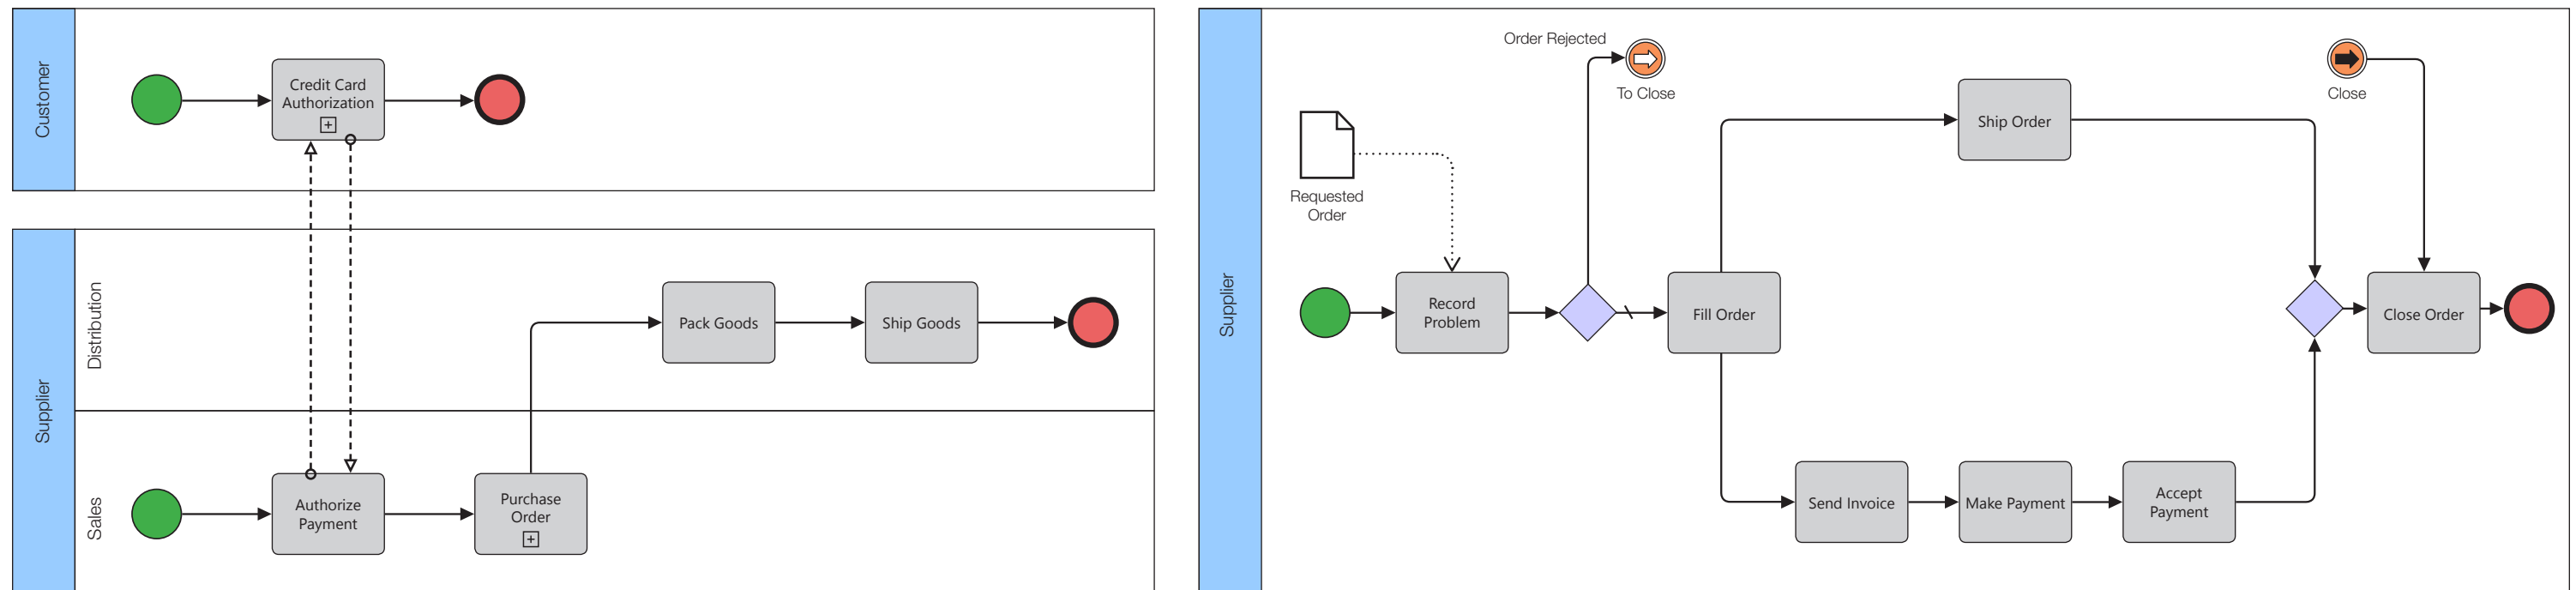 Customer
Credit Card
Authorization
Supplier
Distribution
Pack Goods
Ship Goods
Sales
Authorize
Payment
Purchase
Order
Supplier
Order Rejected
To Close
Close
Requested
Order
Ship Order
Record
Problem
Fill Order
Close Order
Send Invoice
Make Payment
Accept
Payment